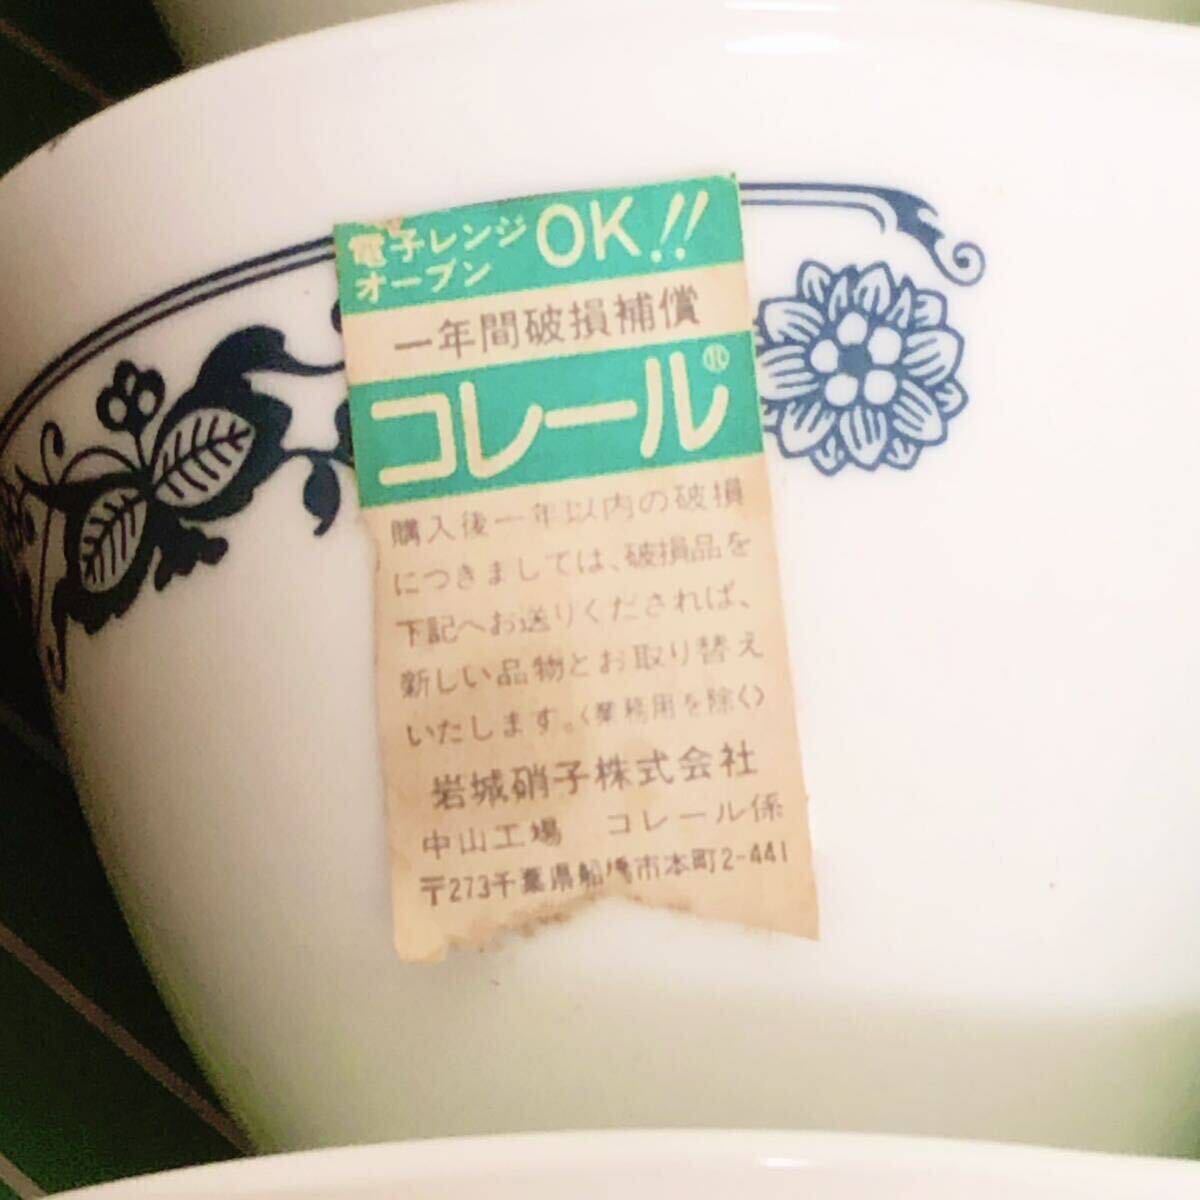 電子レンジ
オーブン OK!!
一年間破損補償
コレール®
購入後一年以内の破損
につきましては、破損品を
下記へお送りくだされば、
新しい品物とお取り替え
いたします。〈業務用を除く〉
岩城硝子株式会社
中山工場 コレール係
〒273千葉県船橋市本町2-441